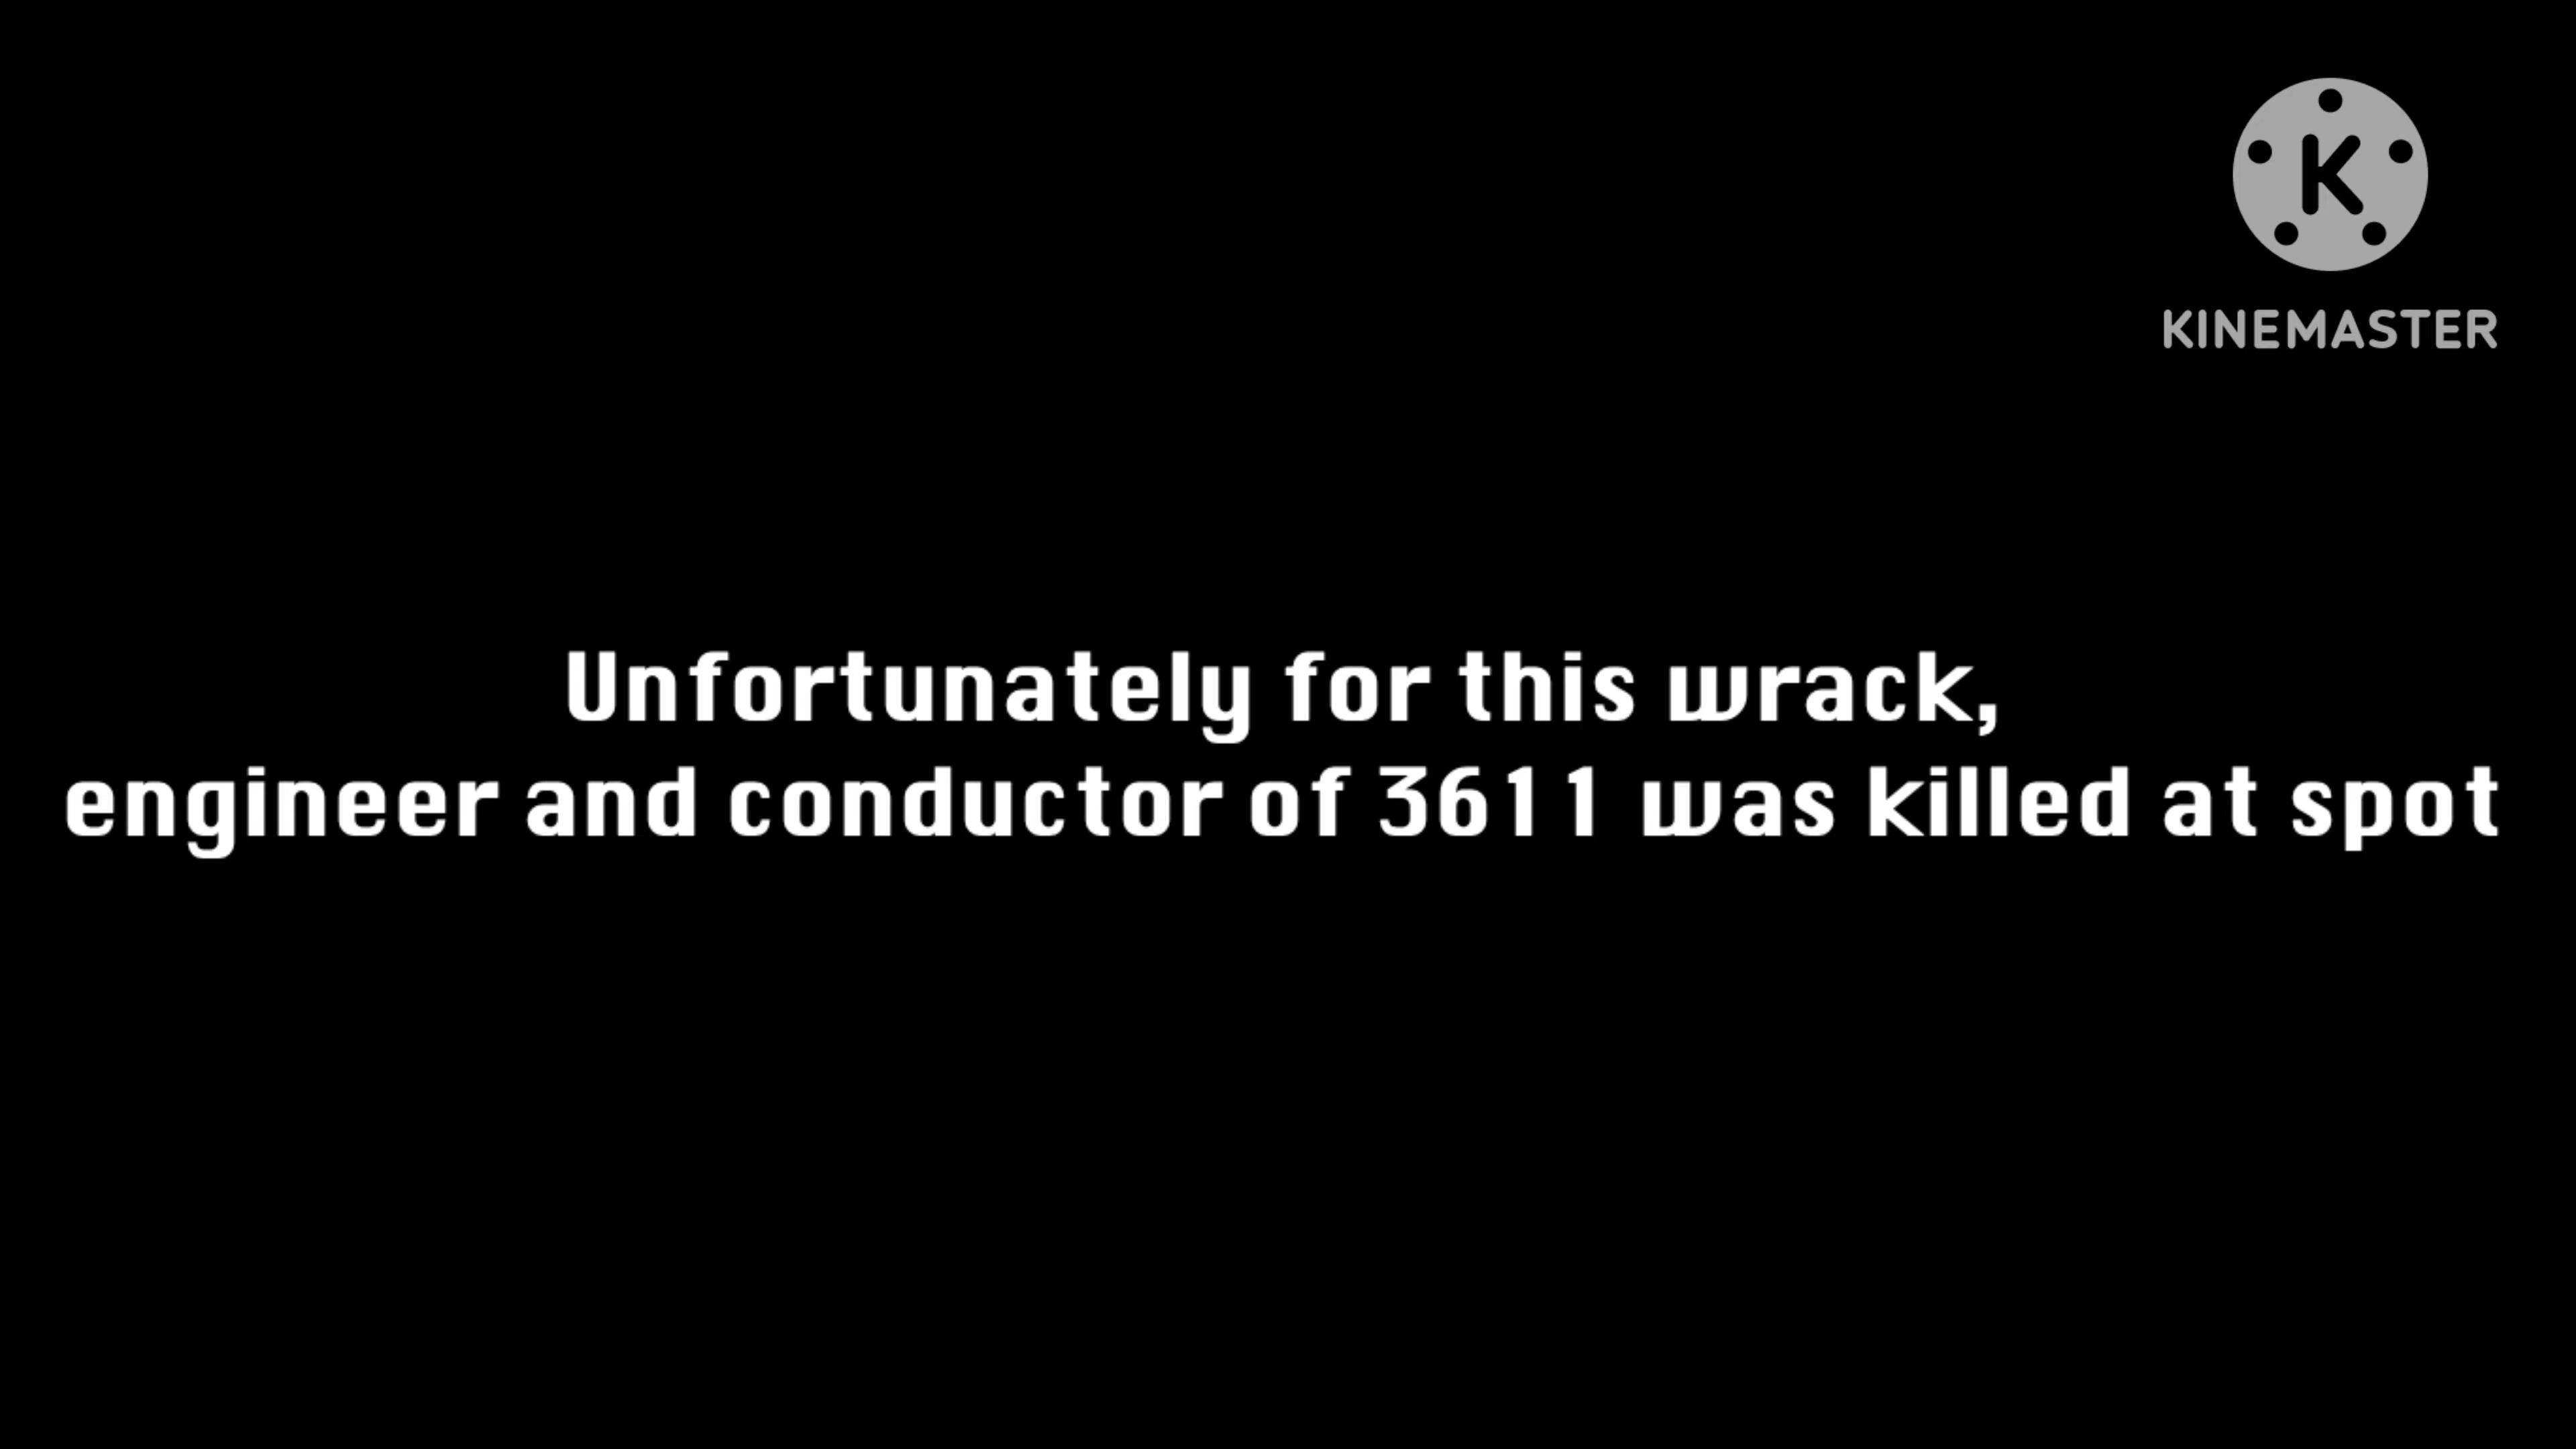 K
KINEMASTER
Unfortunately for this wrack,
engineer and conductor of 3611 was killed at spot